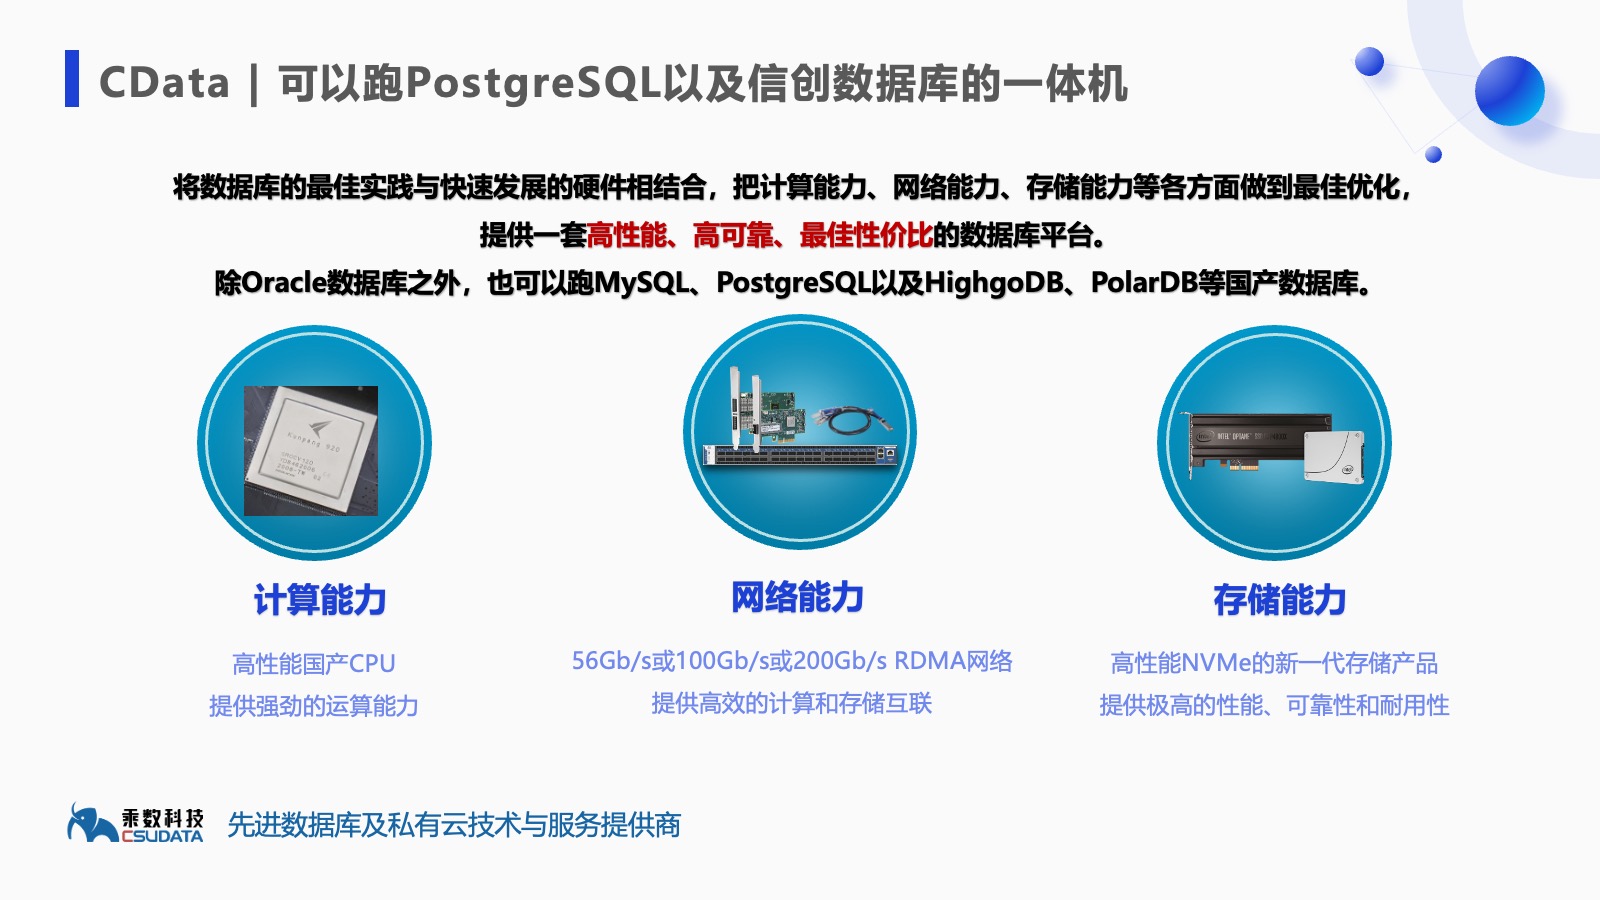 CData | 可以跑PostgreSQL以及信创数据库的一体机
将数据库的最佳实践与快速发展的硬件相结合，把计算能力、网络能力、存储能力等各方面做到最佳优化，
提供一套高性能、高可靠、最佳性价比的数据库平台。
除Oracle数据库之外，也可以跑MySQL、PostgreSQL以及HighgoDB、PolarDB等国产数据库。
Kunpeng 920
计算能力
高性能国产CPU
提供强劲的运算能力
网络能力
56Gb/s或100Gb/s或200Gb/s RDMA网络
提供高效的计算和存储互联
INTEL OPTANE
存储能力
高性能NVMe的新一代存储产品
提供极高的性能、可靠性和耐用性
乘数科技
CSUDATA
先进数据库及私有云技术与服务提供商